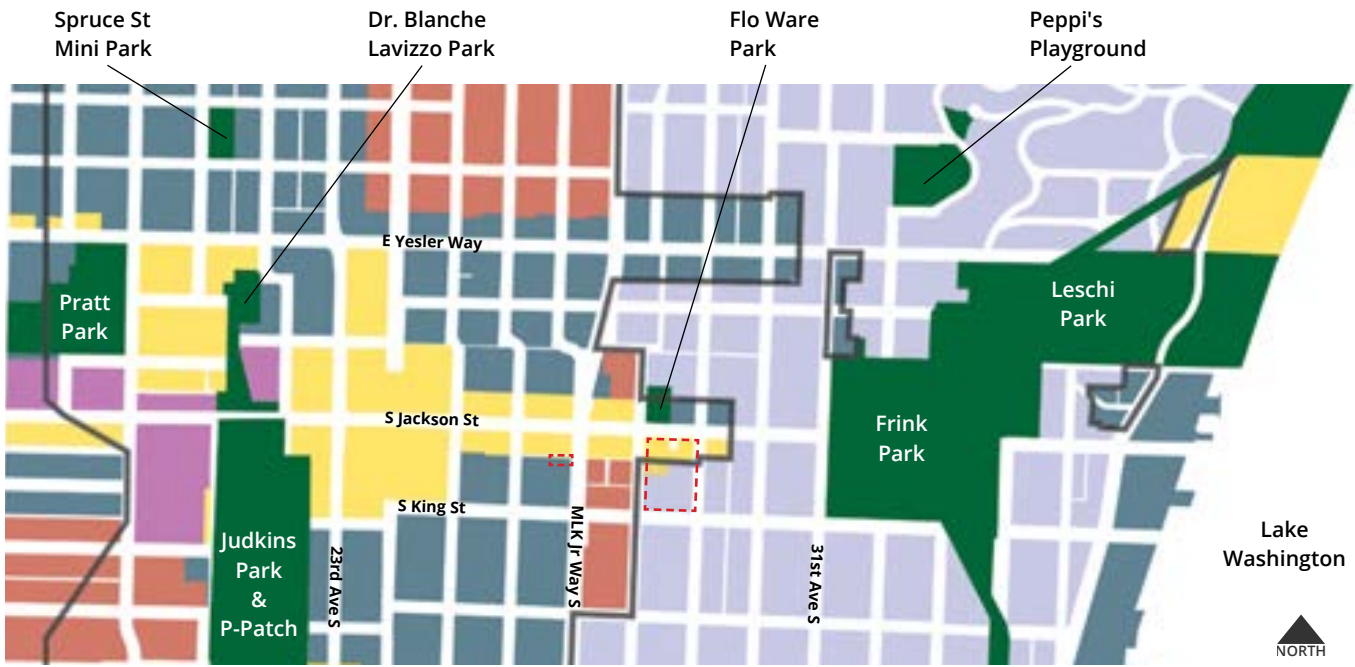 Spruce St
Mini Park
Dr. Blanche
Lavizzo Park
Flo Ware
Park
Peppi's
Playground
E Yesler Way
Pratt
Park
Leschi
Park
S Jackson St
Frink
Park
S King St
Judkins
Park
&
P-Patch
23rd Ave S
MLK Jr Way S
31st Ave S
Lake
Washington
NORTH